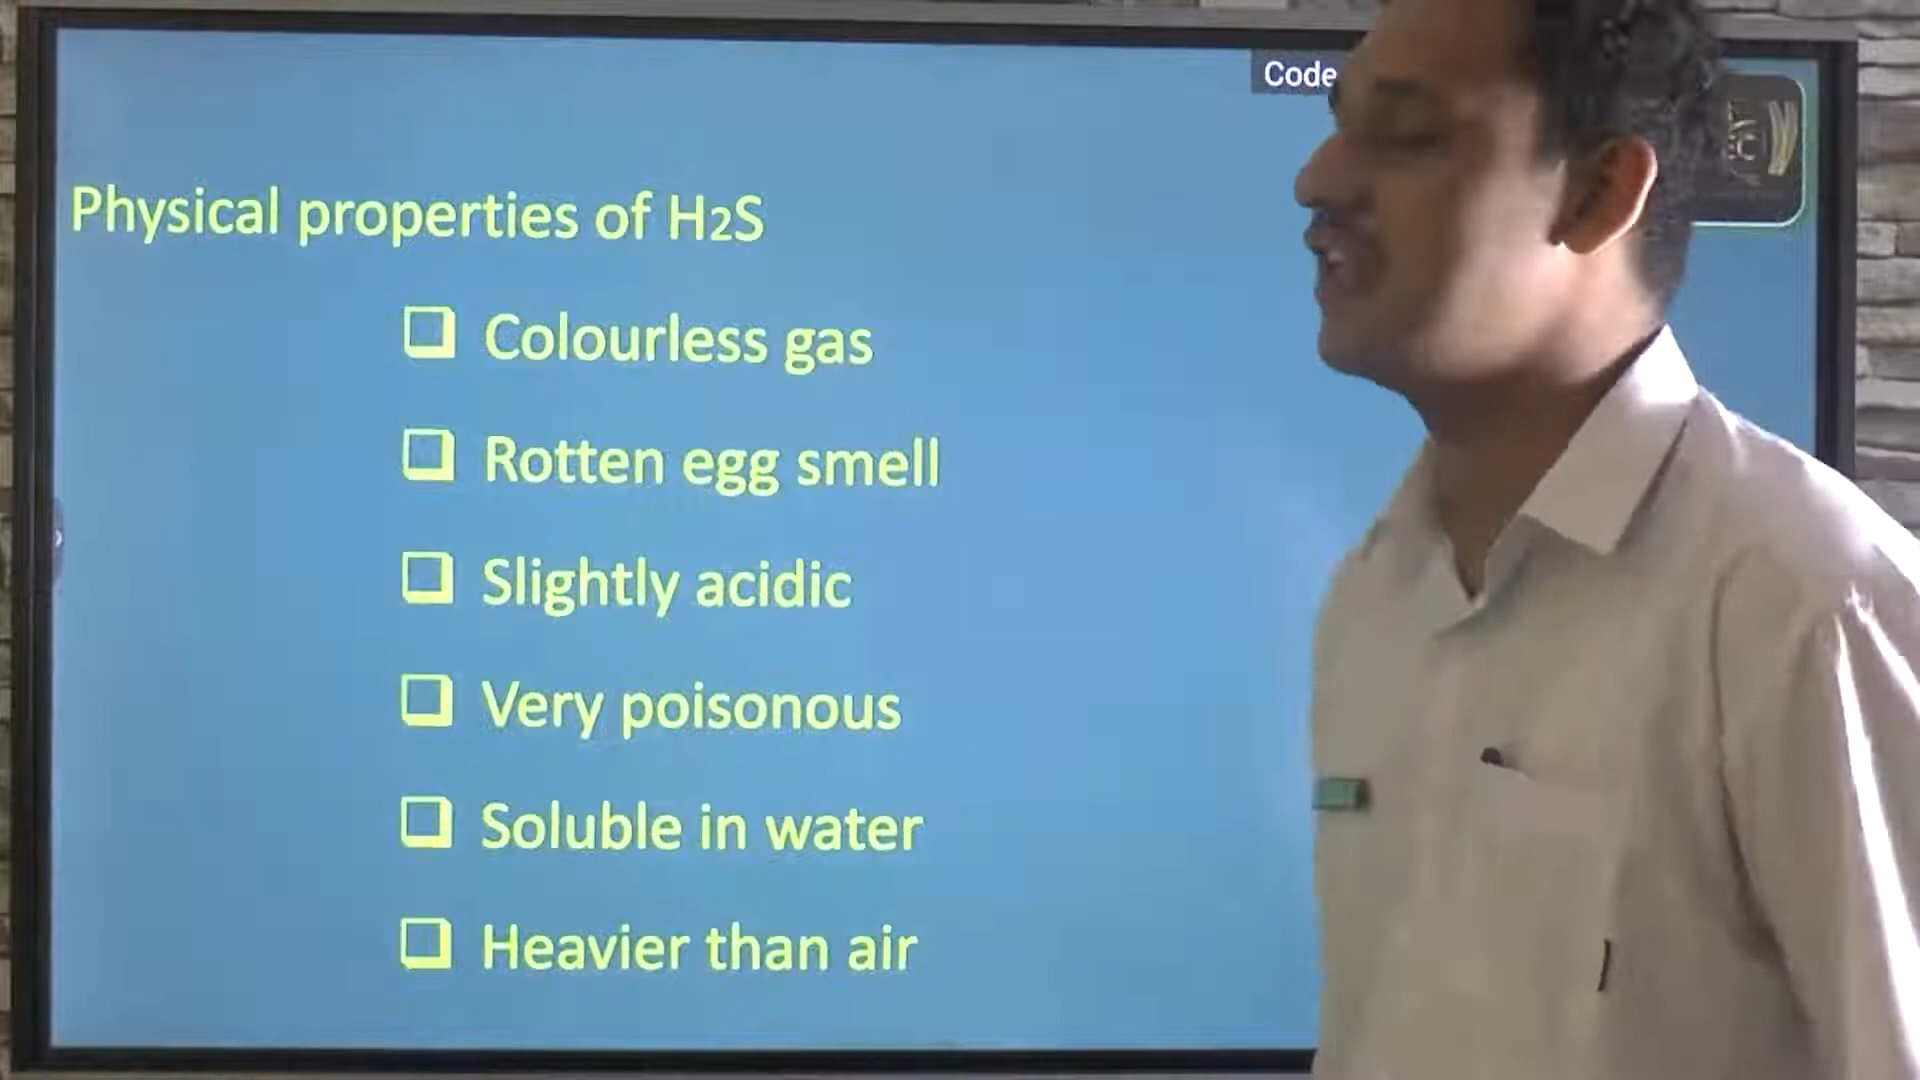 Code
Physical properties of H2S
Colourless gas
Rotten egg smell
Slightly acidic
Very poisonous
Soluble in water
Heavier than air